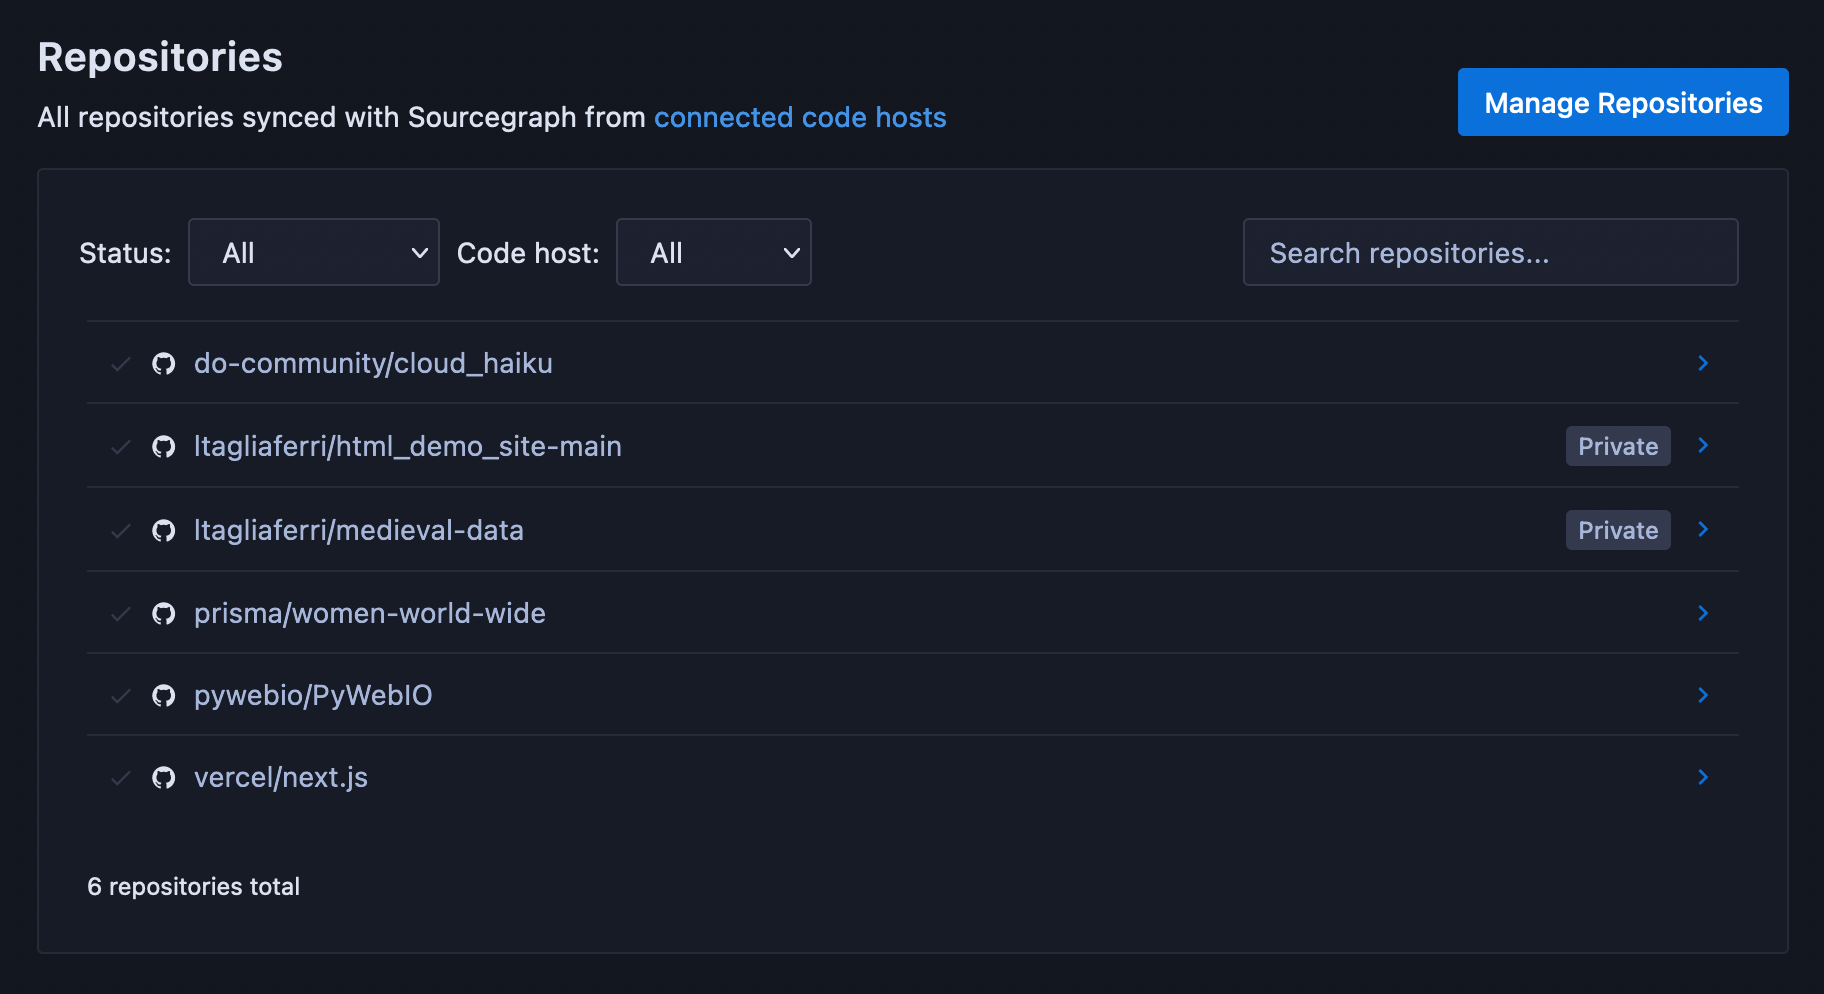 Repositories
All repositories synced with Sourcegraph from connected code hosts
Manage Repositories
Status: All Code host: All Search repositories...
do-community/cloud_haiku
ltagliaferri/html_demo_site-main Private
ltagliaferri/medieval-data Private
prisma/women-world-wide
pywebio/PyWebIO
vercel/next.js
6 repositories total